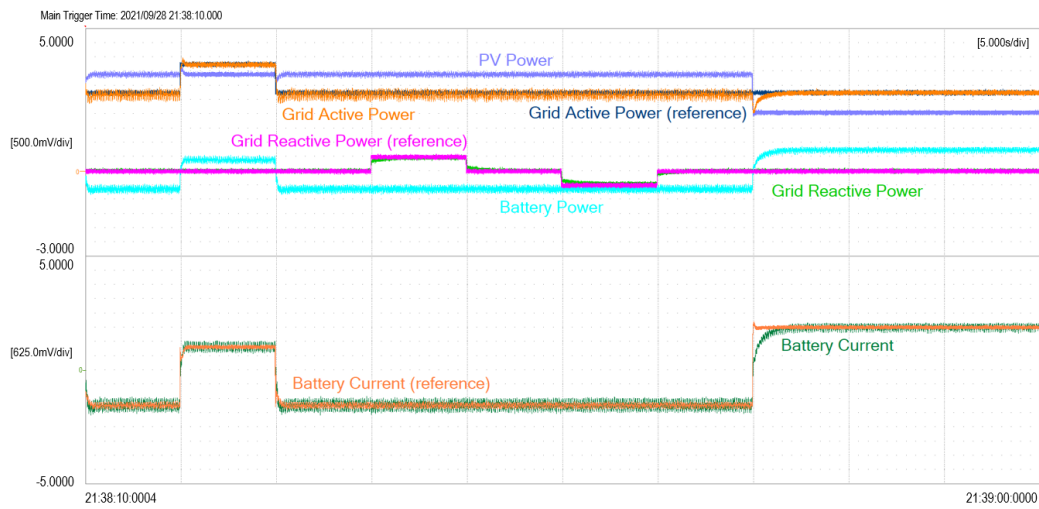 Main Trigger Time: 2021/09/28 21:38:10.000
5.0000
[5.000s/div]
PV Power
Grid Active Power
Grid Active Power (reference)
Grid Reactive Power (reference)
[500.0mV/div]
0
Grid Reactive Power
Battery Power
-3.0000
5.0000
Battery Current
[625.0mV/div]
0
Battery Current (reference)
-5.0000
21:38:10:0004
21:39:00:0000